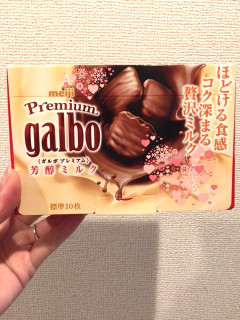 meiji
Premium
galbo
〈ガルボ プレミアム〉
芳醇ミルク
標準10枚
ほどける食感
コク深まる
贅沢ミルク